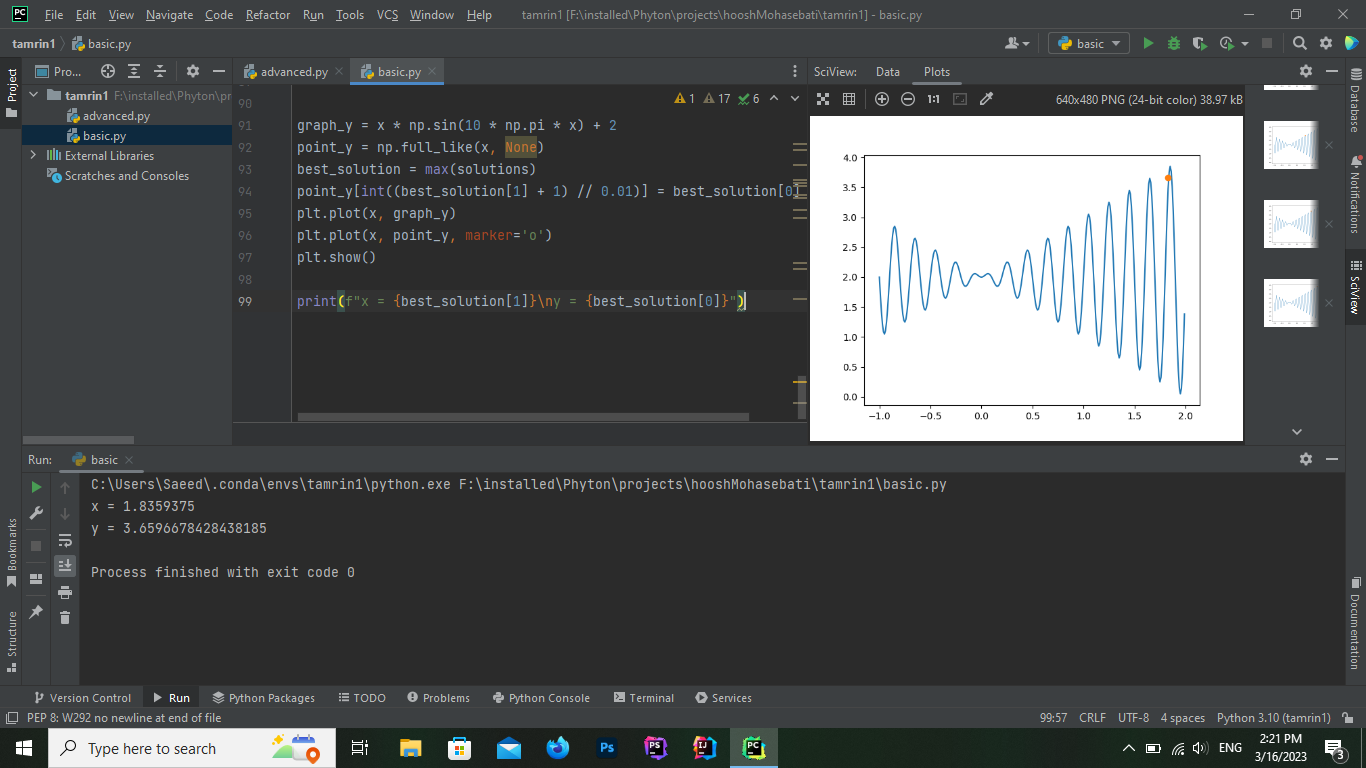 PC File Edit View Navigate Code Refactor Run Tools VCS Window Help tamrin1 [F:\installed\Phyton\projects\hooshMohasebati\tamrin1] - basic.py
tamrin1 basic.py basic
Project
Pro...
advanced.py basic.py
SciView: Data Plots
tamrin1 F:\installed\Phyton\pr
advanced.py
basic.py
External Libraries
Scratches and Consoles
1 17 6
90
91 graph_y = x * np.sin(10 * np.pi * x) + 2
92 point_y = np.full_like(x, None)
93 best_solution = max(solutions)
94 point_y[int((best_solution[1] + 1) // 0.01)] = best_solution[0]
95 plt.plot(x, graph_y)
96 plt.plot(x, point_y, marker='o')
97 plt.show()
98
99 print(f"x = {best_solution[1]}\ny = {best_solution[0]}")
1:1 640x480 PNG (24-bit color) 38.97 kB
4.0
3.5
3.0
2.5
2.0
1.5
1.0
0.5
0.0
−1.0 −0.5 0.0 0.5 1.0 1.5 2.0
Database
Notifications
SciView
Documentation
Run: basic
C:\Users\Saeed\.conda\envs\tamrin1\python.exe F:\installed\Phyton\projects\hooshMohasebati\tamrin1\basic.py
x = 1.8359375
y = 3.6596678428438185
Process finished with exit code 0
Bookmarks
Structure
Version Control Run Python Packages TODO Problems Python Console Terminal Services
PEP 8: W292 no newline at end of file 99:57 CRLF UTF-8 4 spaces Python 3.10 (tamrin1)
Type here to search
Ps PS IJ PC
ENG
2:21 PM
3/16/2023
3